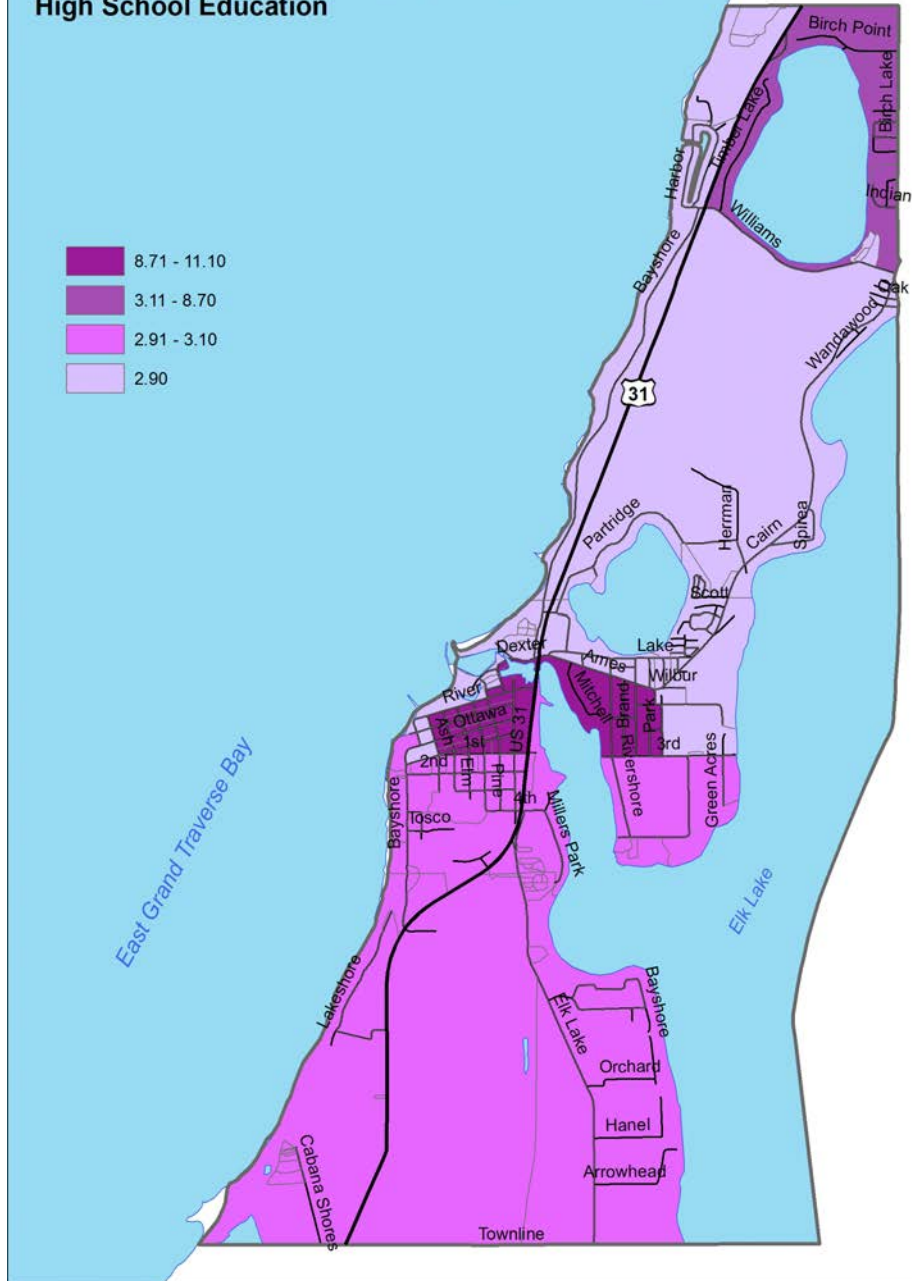 High School Education
Birch Point
Birch Lake
Timber Lake
Harbor
Indian
Williams
8.71 - 11.10
3.11 - 8.70
2.91 - 3.10
2.90
Bayshore
Oak
Wandawood
31
Partridge
Herrman
Cairn
Spirea
Scott
Dexter
Ames
Lake
Wilbur
River
Mitchell
Brand
Park
Ottawa
Ash
1st
US 31
3rd
Rivershore
2nd
Elm
Pine
4th
Green Acres
Bayshore
Tosco
Millers Park
East Grand Traverse Bay
Elk Lake
Lakeshore
Bayshore
Elk Lake
Orchard
Hanel
Arrowhead
Cabana Shores
Townline